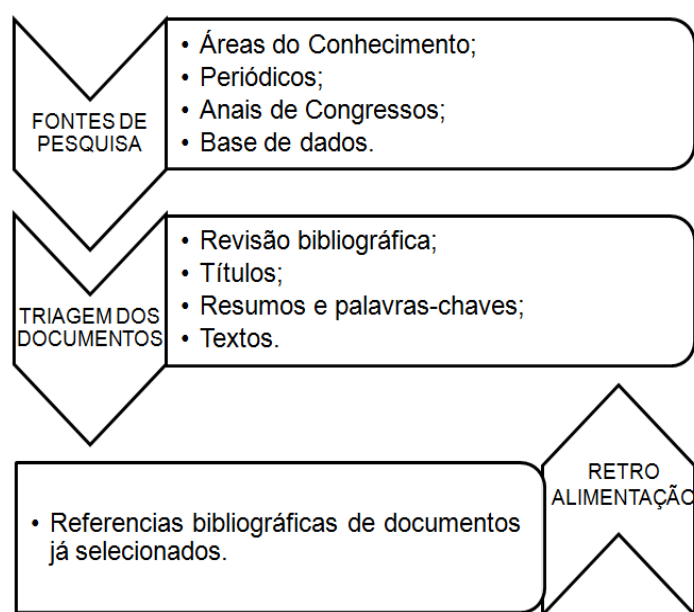 FONTES DE
PESQUISA
• Áreas do Conhecimento;
• Periódicos;
• Anais de Congressos;
• Base de dados.
TRIAGEM DOS
DOCUMENTOS
• Revisão bibliográfica;
• Títulos;
• Resumos e palavras-chaves;
• Textos.
• Referencias bibliográficas de documentos
já selecionados.
RETRO
ALIMENTAÇÃO